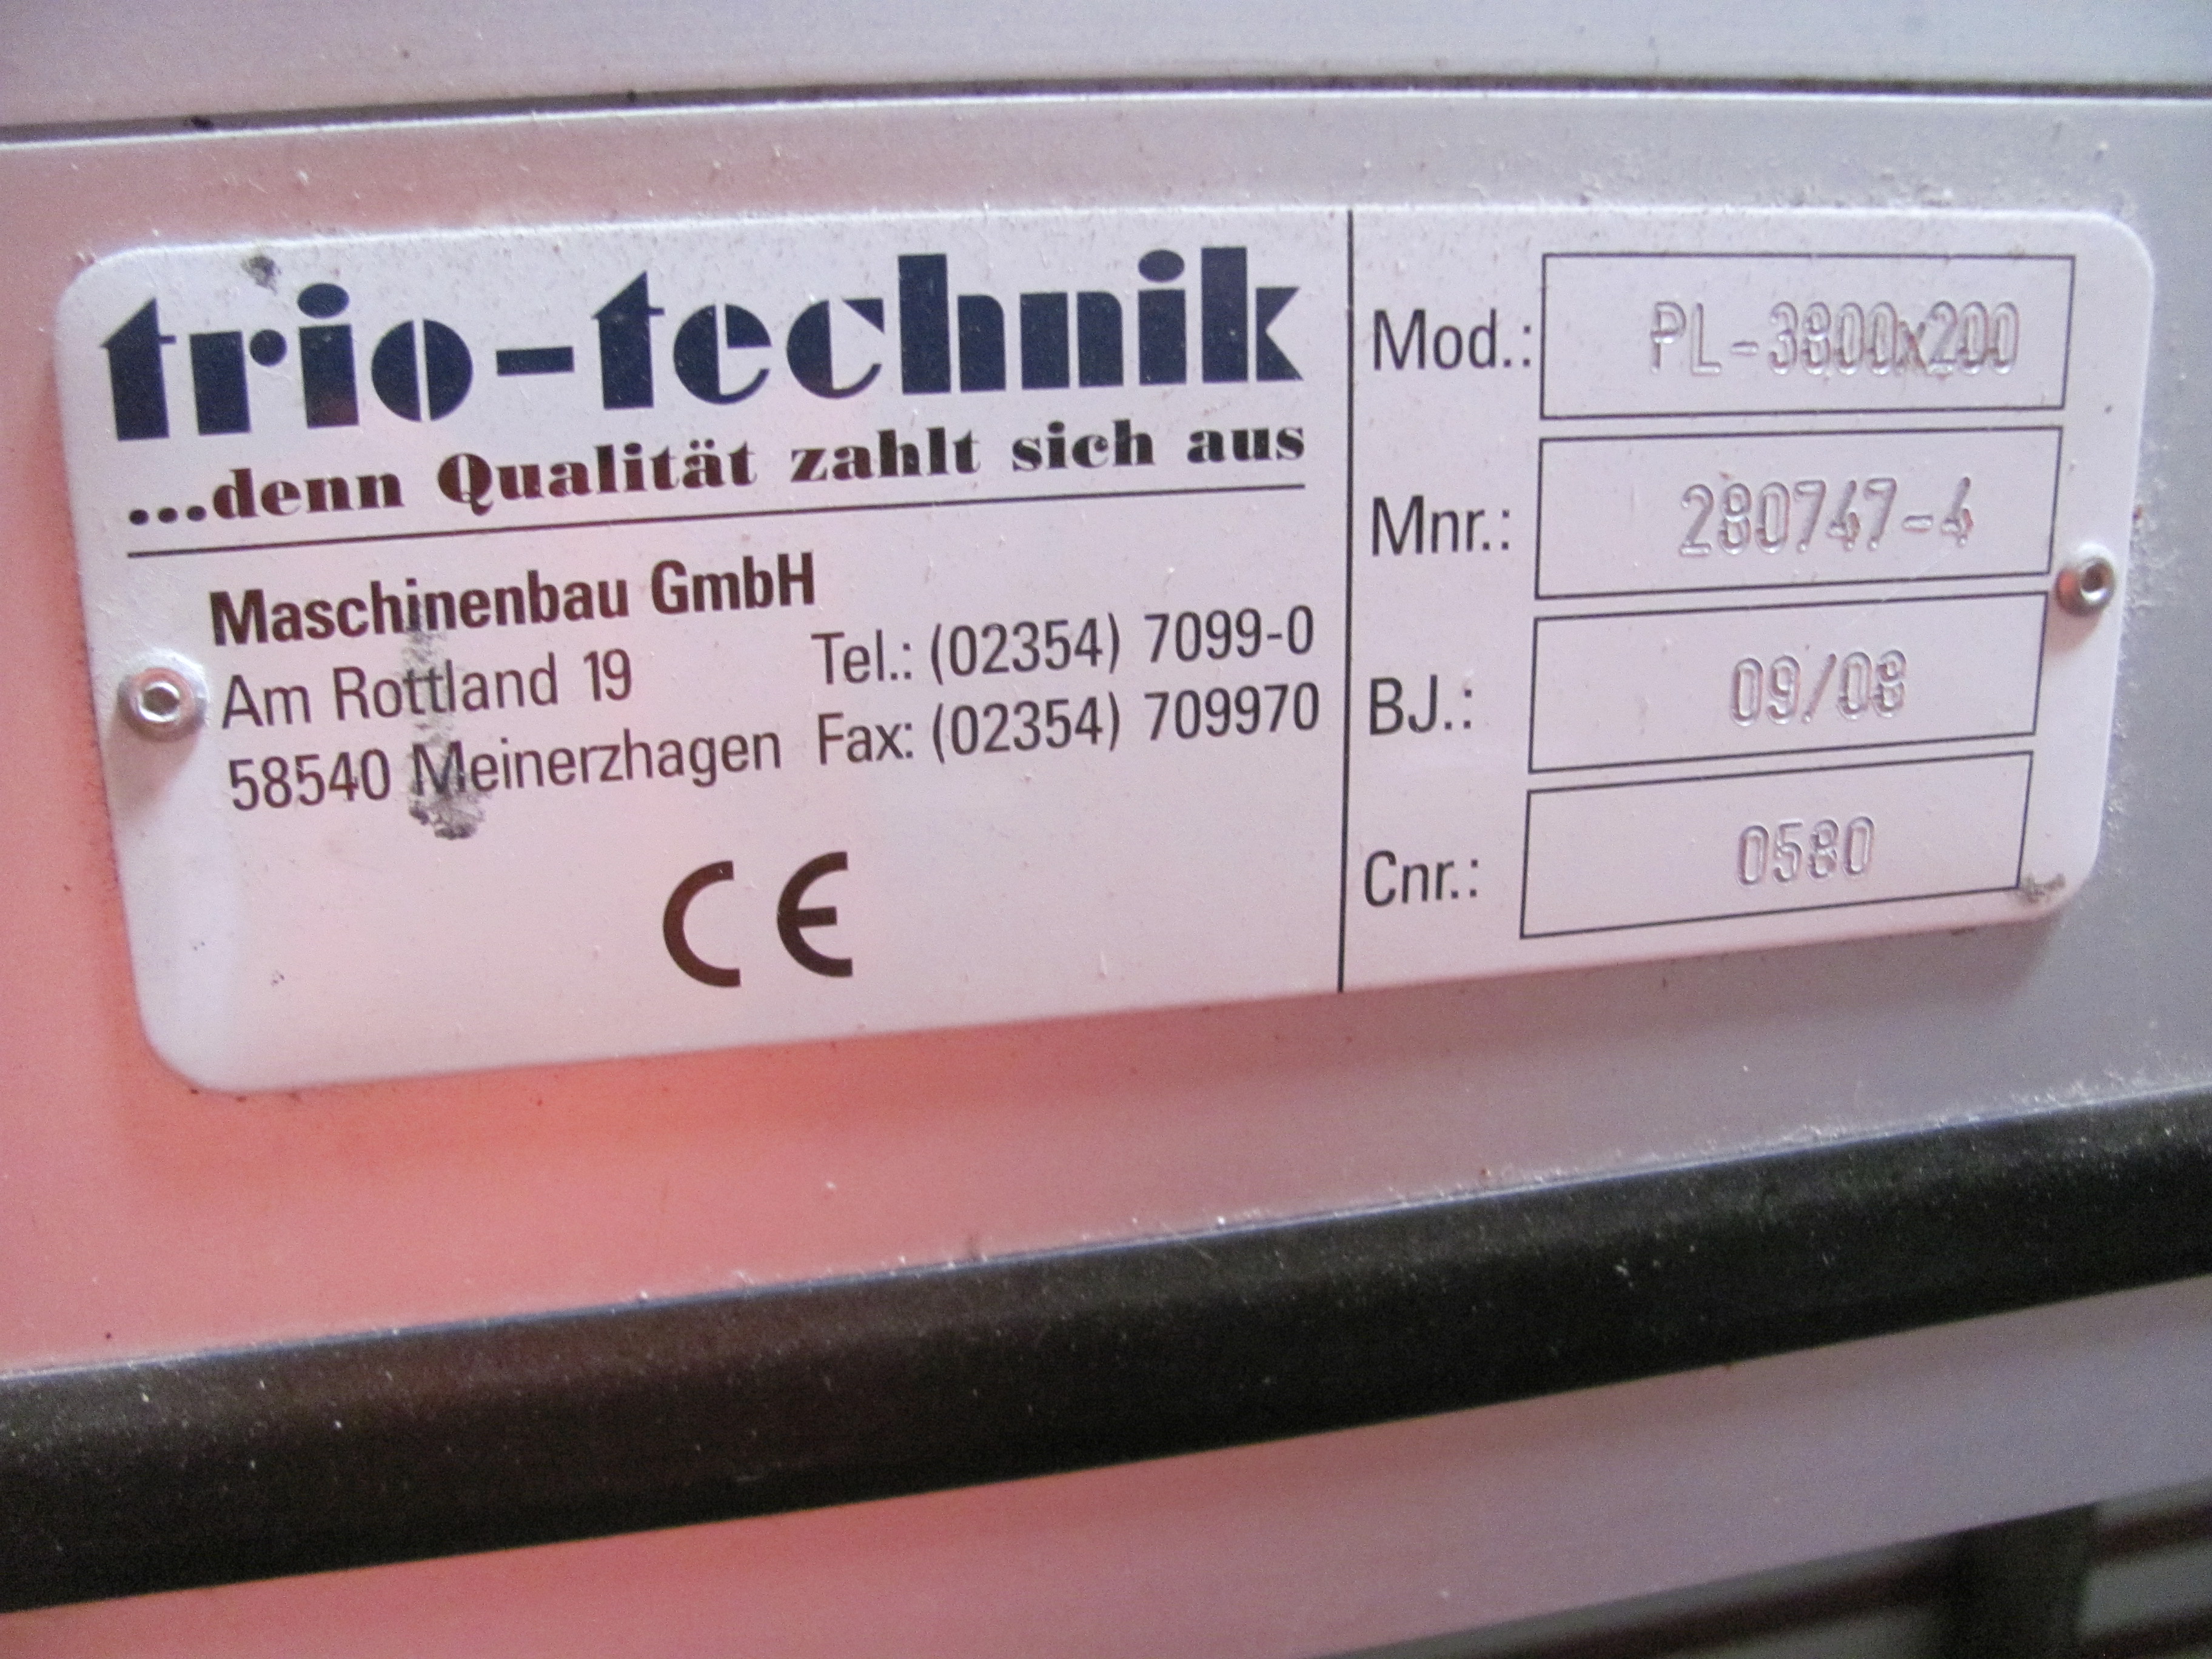 trio-technik
...denn Qualität zahlt sich aus
Maschinenbau GmbH
Am Rottland 19 Tel.: (02354) 7099-0
58540 Meinerzhagen Fax: (02354) 709970
CE
Mod.: PL-3800x200
Mnr.: 280747-4
BJ.: 09/08
Cnr.: 0580